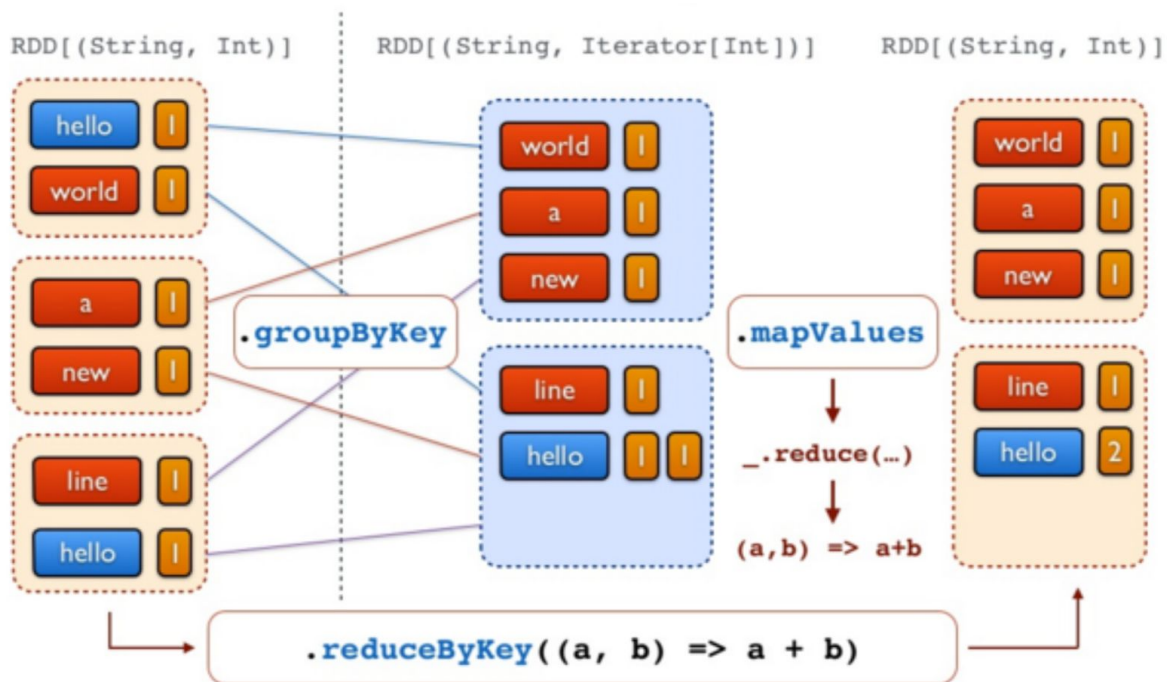 RDD[(String, Int)]
RDD[(String, Iterator[Int])]
RDD[(String, Int)]
hello 1
world 1
a 1
new 1
line 1
hello 1
.groupByKey
world 1
a 1
new 1
line 1
hello 1 1
.mapValues
_.reduce(…)
(a,b) => a+b
world 1
a 1
new 1
line 1
hello 2
.reduceByKey((a, b) => a + b)